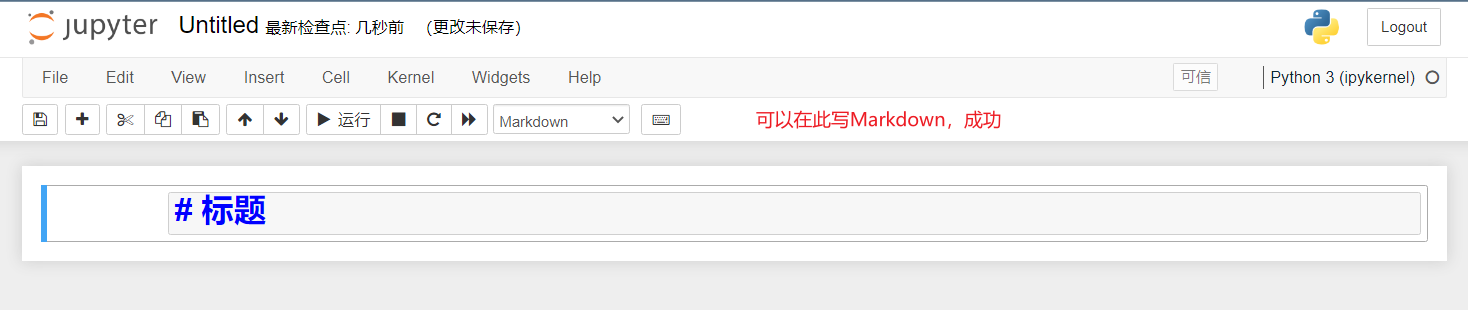 jupyter Untitled 最新检查点: 几秒前 （更改未保存） Logout
File Edit View Insert Cell Kernel Widgets Help 可信 Python 3 (ipykernel)
运行 Markdown 可以在此写Markdown，成功
# 标题